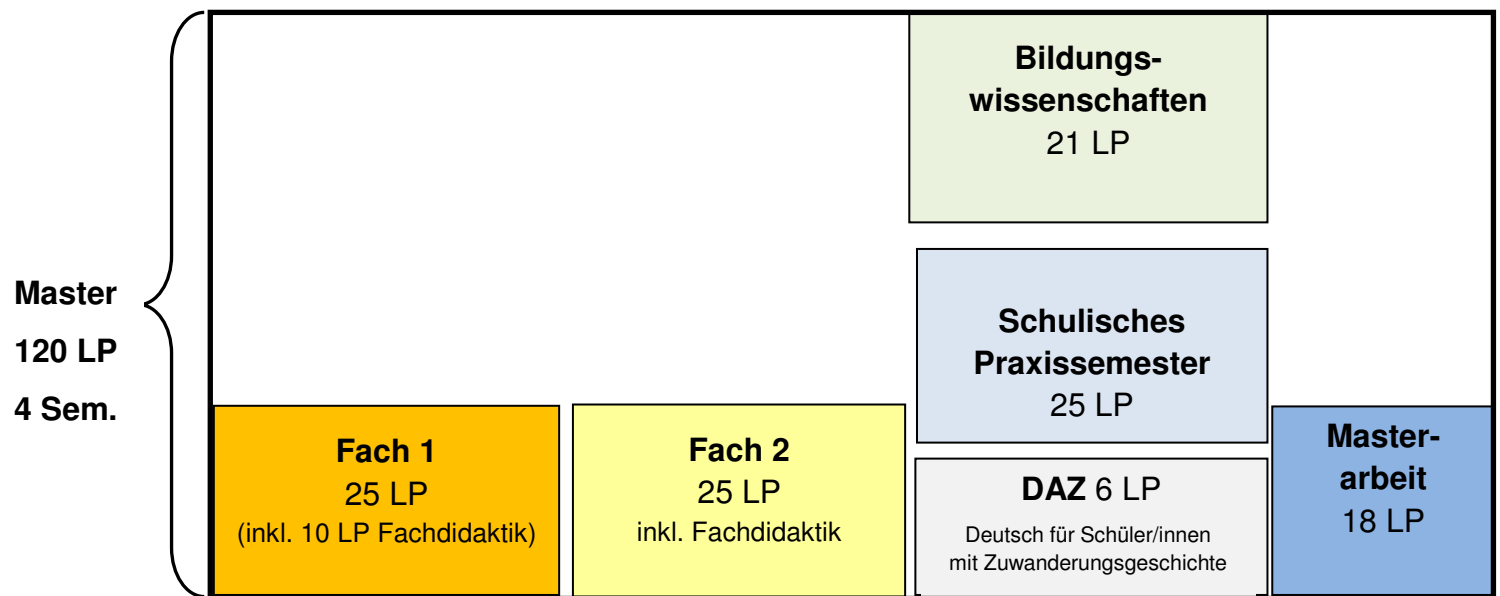 Master
120 LP
4 Sem.
Bildungs-
wissenschaften
21 LP
Schulisches
Praxissemester
25 LP
Fach 1
25 LP
(inkl. 10 LP Fachdidaktik)
Fach 2
25 LP
inkl. Fachdidaktik
DAZ 6 LP
Deutsch für Schüler/innen
mit Zuwanderungsgeschichte
Master-
arbeit
18 LP